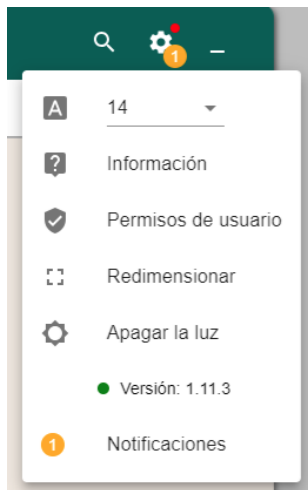 1
A 14
? Información
Permisos de usuario
Redimensionar
Apagar la luz
Versión: 1.11.3
1 Notificaciones